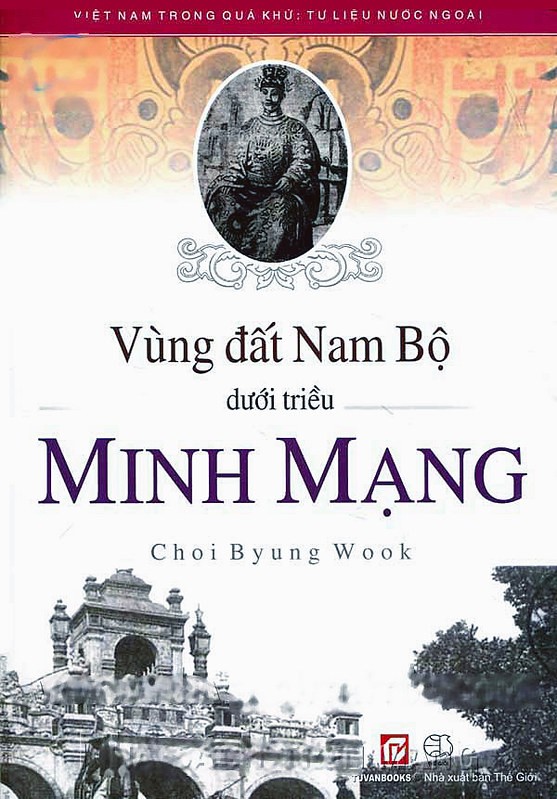 VIỆT NAM TRONG QUÁ KHỨ: TƯ LIỆU NƯỚC NGOÀI
Vùng đất Nam Bộ
dưới triều
MINH MẠNG
Choi Byung Wook
TUVANBOOKS
Nhà xuất bản Thế Giới